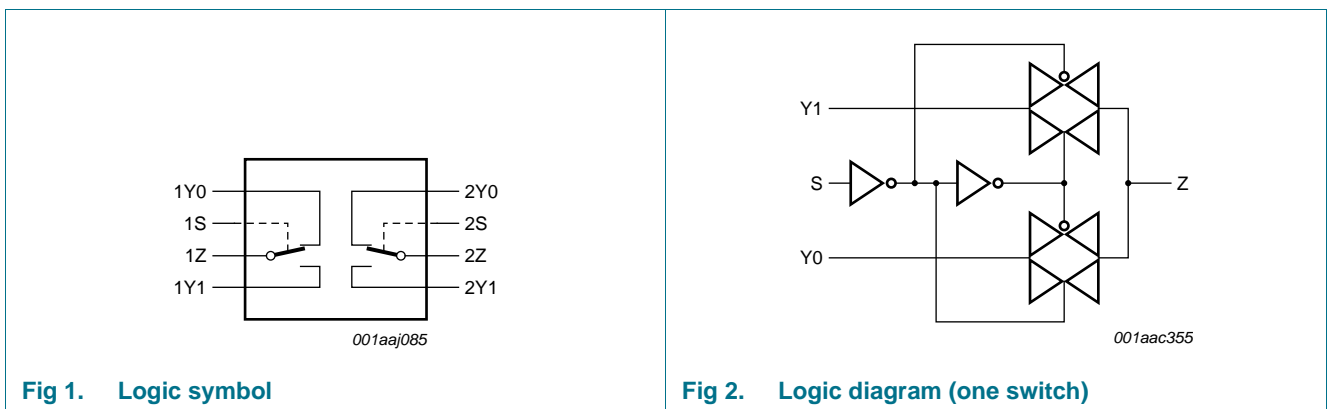 1Y0
1S
1Z
1Y1
2Y0
2S
2Z
2Y1
001aaj085
Fig 1. Logic symbol
Y1
S
Z
Y0
001aac355
Fig 2. Logic diagram (one switch)